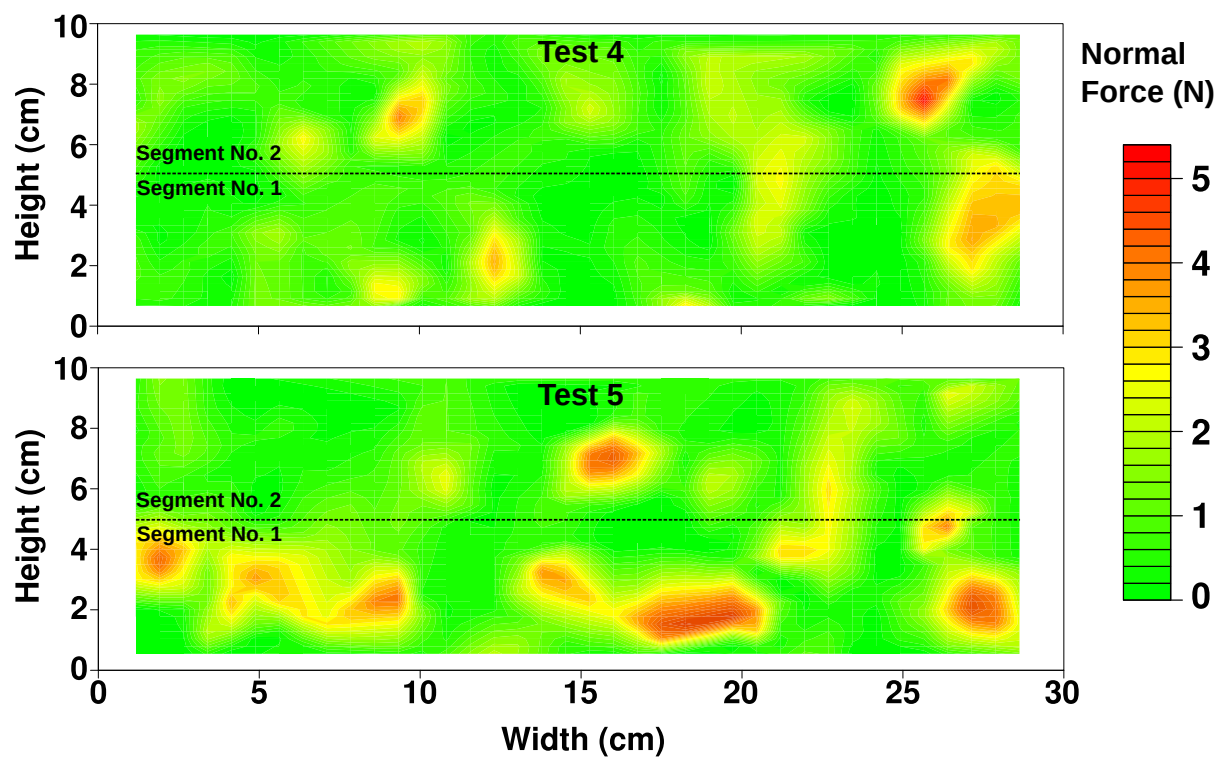 10
8
6
4
2
0
Height (cm)
Test 4
Segment No. 2
Segment No. 1
Normal
Force (N)
5
4
3
2
1
0
10
8
6
4
2
0
Height (cm)
Test 5
Segment No. 2
Segment No. 1
0 5 10 15 20 25 30
Width (cm)